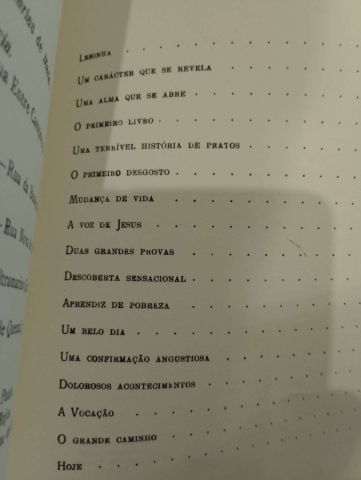 Leninha
Um carácter que se revela
Uma alma que se abre
O primeiro livro
Uma terrível história de pratos
O primeiro desgosto
Mudança de vida
A voz de Jesus
Duas grandes provas
Descoberta sensacional
Aprendiz de pobreza
Um belo dia
Uma confirmação angustiosa
Dolorosos acontecimentos
A Vocação
O grande caminho
Hoje